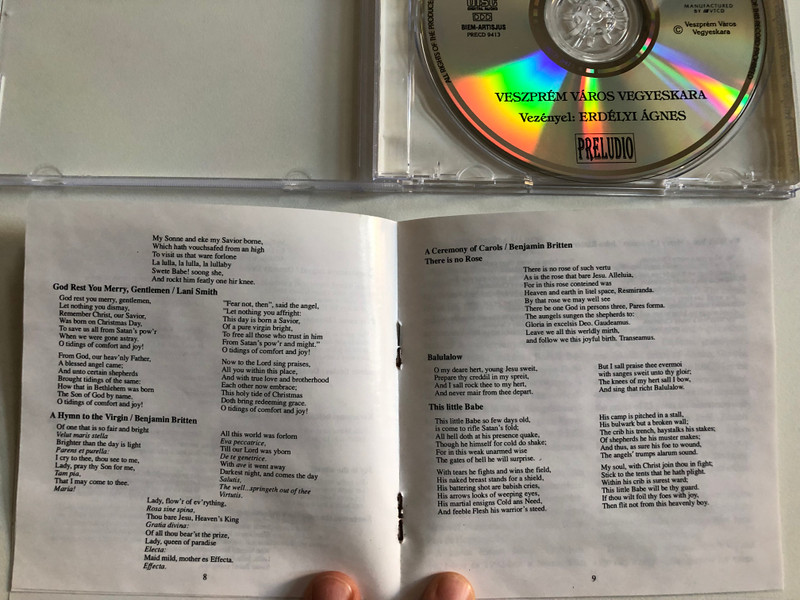 ALL RIGHTS OF THE PRODUCE
DIGITAL AUDIO
DDD
BIEM-ARTISJUS
PRECD 9413
MANUFACTURED
BY VTCD
© Veszprém Város
Vegyeskara
VESZPRÉM VÁROS VEGYESKARA
Vezényel: ERDÉLYI ÁGNES
PRELUDIO
My Sonne and eke my Savior borne,
Which hath vouchsafed from an high
To visit us that ware forlone
La lulla, la lulla, la lullaby
Swete Babe! soong she,
And rockt him featly one hir knee.
God Rest You Merry, Gentlemen / Lani Smith
God rest you merry, gentlemen,
Let nothing you dismay,
Remember Christ, our Savior,
Was born on Christmas Day,
To save us all from Satan's pow'r
When we were gone astray.
O tidings of comfort and joy!
From God, our heav'nly Father,
A blessed angel came;
And unto certain shepherds
Brought tidings of the same:
How that in Bethlehem was born
The Son of God by name,
O tidings of comfort and joy!
"Fear not, then", said the angel,
"Let nothing you affright:
This day is born a Savior,
Of a pure virgin bright,
To free all those who trust in him
From Satan's pow'r and might."
O tidings of comfort and joy!
Now to the Lord sing praises,
All you within this place,
And with true love and brotherhood
Each other now embrace;
This holy tide of Christmas
Doth bring redeeming grace.
O tidings of comfort and joy!
A Hymn to the Virgin / Benjamin Britten
Of one that is so fair and bright
Velut maris stella
Brighter than the day is light
Parens et purella:
I cry to thee, thou see to me,
Lady, pray thy Son for me,
Tam pia,
That I may come to thee.
Maria!
All this world was forlorn
Eva peccatrice,
Till our Lord was yborn
De te genetrice.
With ave it went away
Darkest night, and comes the day
Salutis,
The well...springeth out of thee
Virtutis.
Lady, flow'r of ev'rything,
Rosa sine spina,
Thou bare Jesu, Heaven's King
Gratia divina:
Of all thou bear'st the prize,
Lady, queen of paradise
Electa:
Maid mild, mother es Effecta.
Effecta.
8
A Ceremony of Carols / Benjamin Britten
There is no Rose
There is no rose of such vertu
As is the rose that bare Jesu. Alleluia,
For in this rose conteined was
Heaven and earth in litel space, Resmiranda.
By that rose we may well see
There be one God in persons three, Pares forma.
The aungels sungen the shepherds to:
Gloria in excelsis Deo. Gaudeamus.
Leave we all this werldly mirth,
and follow we this joyful birth. Transeamus.
Balulalow
O my deare hert, young Jesu sweit,
Prepare thy creddil in my spreit,
And I sall rock thee to my hert,
And never mair from thee depart.
But I sall praise thee evermoi
with sanges sweit unto thy gloir;
The knees of my hert sall I bow,
And sing that richt Balulalow.
This little Babe
This little Babe so few days old,
is come to rifle Satan's fold;
All hell doth at his presence quake,
Though he himself for cold do shake;
For in this weak unarmed wise
The gates of hell he will surprise.
With tears he fights and wins the field,
His naked breast stands for a shield,
His battering shot are babish cries,
His arrows looks of weeping eyes,
His martial ensigns Cold ans Need,
And feeble Flesh his warrior's steed.
His camp is pitched in a stall,
His bulwark but a broken wall;
The crib his trench, haystalks his stakes;
Of shepherds he his muster makes;
And thus, as sure his foe to wound,
The angels' trumps alarum sound.
My soul, with Christ join thou in fight;
Stick to the tents that he hath plight.
Within his crib is surest ward;
This little Babe will be thy guard.
If thou wilt foil thy foes with joy,
Then flit not from this heavenly boy.
9